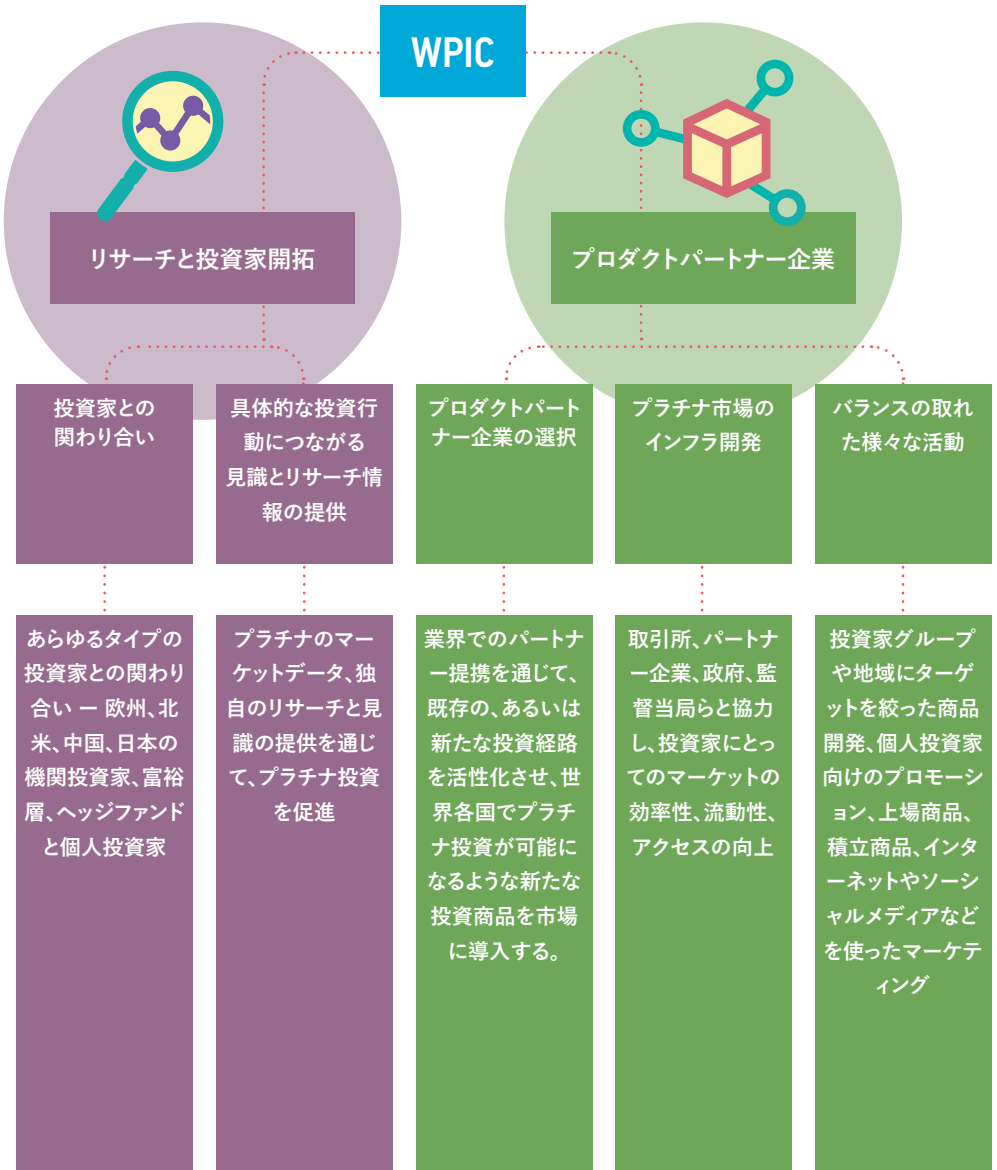 WPIC
リサーチと投資家開拓
プロダクトパートナー企業
投資家との
関わり合い
具体的な投資行
動につながる
見識とリサーチ情
報の提供
プロダクトパート
ナー企業の選択
プラチナ市場の
インフラ開発
バランスの取れ
た様々な活動
あらゆるタイプの
投資家との関わり
合い ー 欧州、北
米、中国、日本の
機関投資家、富裕
層、ヘッジファンド
と個人投資家
プラチナのマー
ケットデータ、独
自のリサーチと見
識の提供を通じ
て、プラチナ投資
を促進
業界でのパートナ
ー提携を通じて、
既存の、あるいは
新たな投資経路
を活性化させ、世
界各国でプラチ
ナ投資が可能に
なるような新たな
投資商品を市場
に導入する。
取引所、パートナ
ー企業、政府、監
督当局らと協力
し、投資家にとっ
てのマーケットの
効率性、流動性、
アクセスの向上
投資家グループ
や地域にターゲ
ットを絞った商品
開発、個人投資家
向けのプロモーシ
ョン、上場商品、
積立商品、インタ
ーネットやソーシ
ャルメディアなど
を使ったマーケテ
ィング